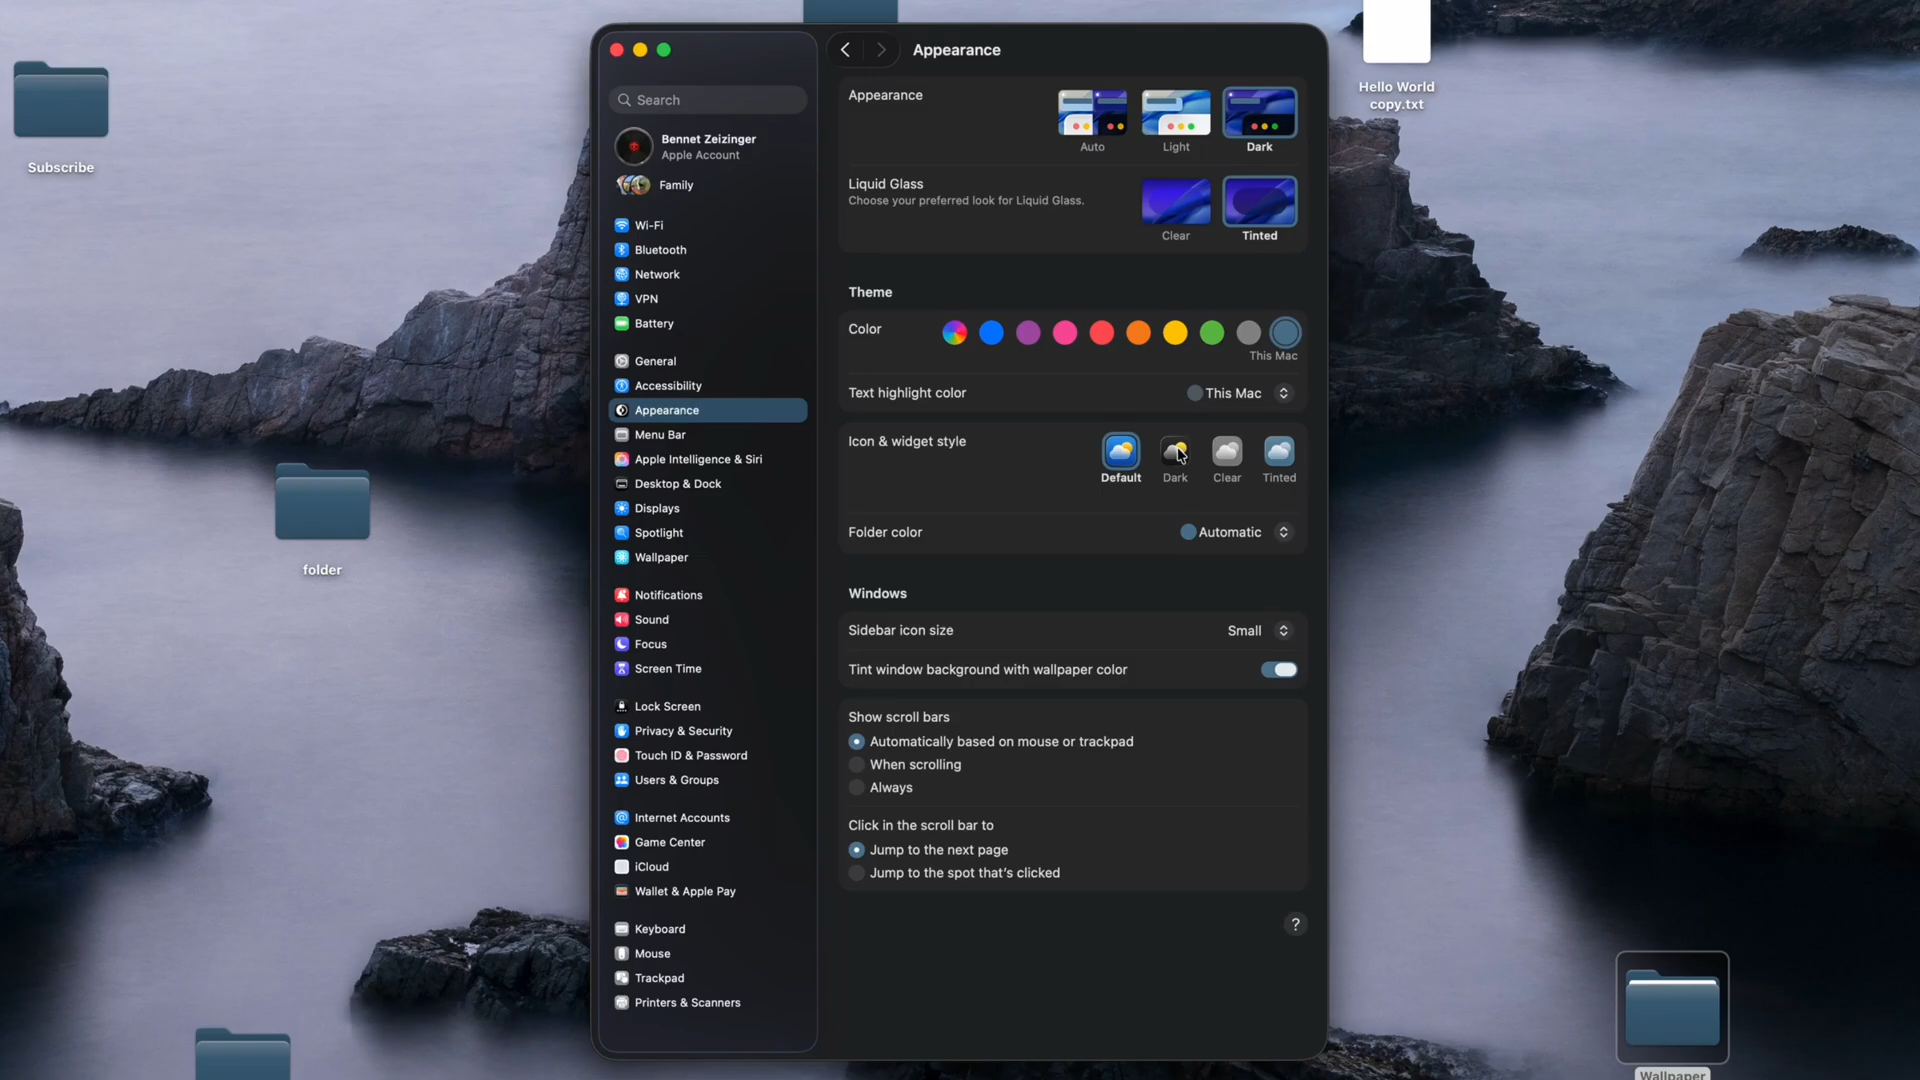 Subscribe
folder
Hello World
copy.txt
Wallpaper
Search
Bennet Zeizinger
Apple Account
Family
Wi-Fi
Bluetooth
Network
VPN
Battery
General
Accessibility
Appearance
Menu Bar
Apple Intelligence & Siri
Desktop & Dock
Displays
Spotlight
Wallpaper
Notifications
Sound
Focus
Screen Time
Lock Screen
Privacy & Security
Touch ID & Password
Users & Groups
Internet Accounts
Game Center
iCloud
Wallet & Apple Pay
Keyboard
Mouse
Trackpad
Printers & Scanners
Appearance
Appearance
Auto Light Dark
Liquid Glass
Choose your preferred look for Liquid Glass.
Clear Tinted
Theme
Color
This Mac
Text highlight color This Mac
Icon & widget style
Default Dark Clear Tinted
Folder color Automatic
Windows
Sidebar icon size Small
Tint window background with wallpaper color
Show scroll bars
Automatically based on mouse or trackpad
When scrolling
Always
Click in the scroll bar to
Jump to the next page
Jump to the spot that's clicked
?